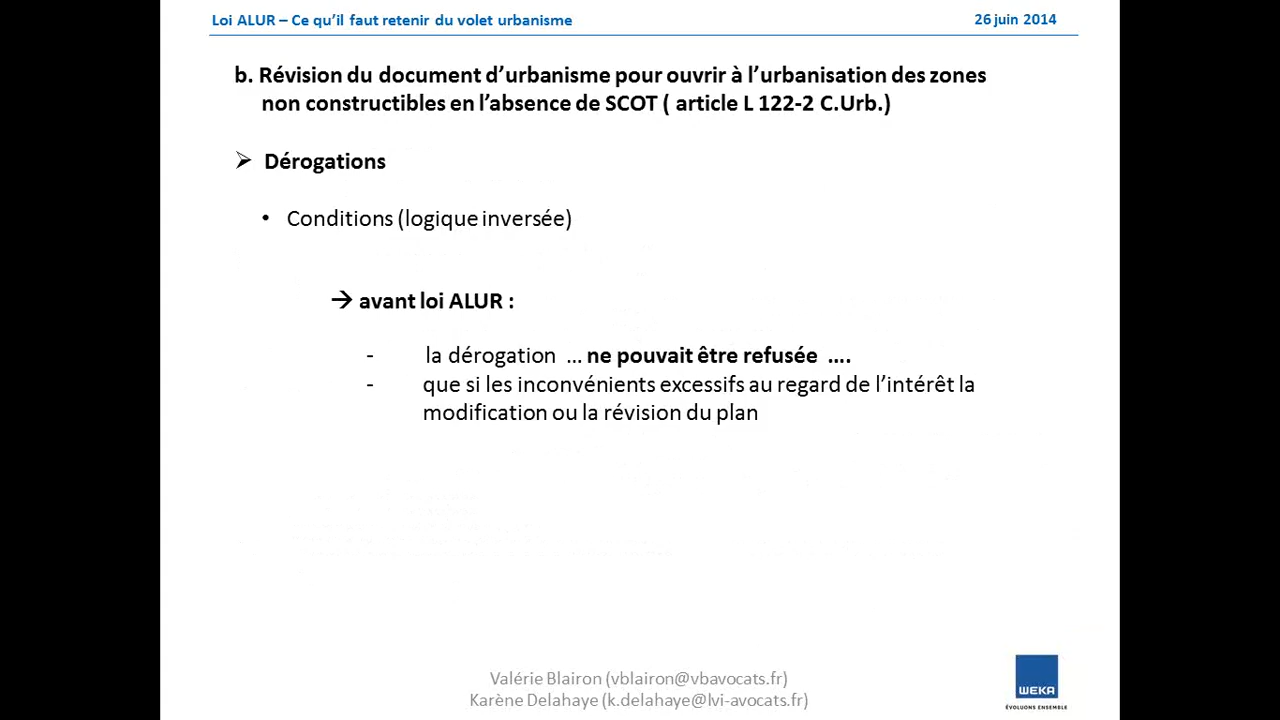 Loi ALUR – Ce qu’il faut retenir du volet urbanisme
26 juin 2014
b. Révision du document d’urbanisme pour ouvrir à l’urbanisation des zones
non constructibles en l’absence de SCOT ( article L 122-2 C.Urb.)
➢ Dérogations
• Conditions (logique inversée)
→ avant loi ALUR :
- la dérogation … ne pouvait être refusée ….
- que si les inconvénients excessifs au regard de l’intérêt la
modification ou la révision du plan
Valérie Blairon (vblairon@vbavocats.fr)
Karène Delahaye (k.delahaye@lvi-avocats.fr)
WEKA
ÉVOLUONS ENSEMBLE